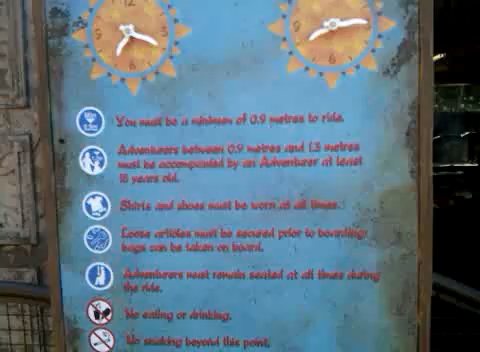 12
You must be a minimum of 0.9 metres to ride.
Adventurers between 0.9 metres and 1.3 metres
must be accompanied by an Adventurer at least
18 years old.
Shirts and shoes must be worn at all times.
Loose articles must be secured prior to boarding;
bags can be taken on board.
Adventurers must remain seated at all times during
the ride.
No eating or drinking.
No smoking beyond this point.